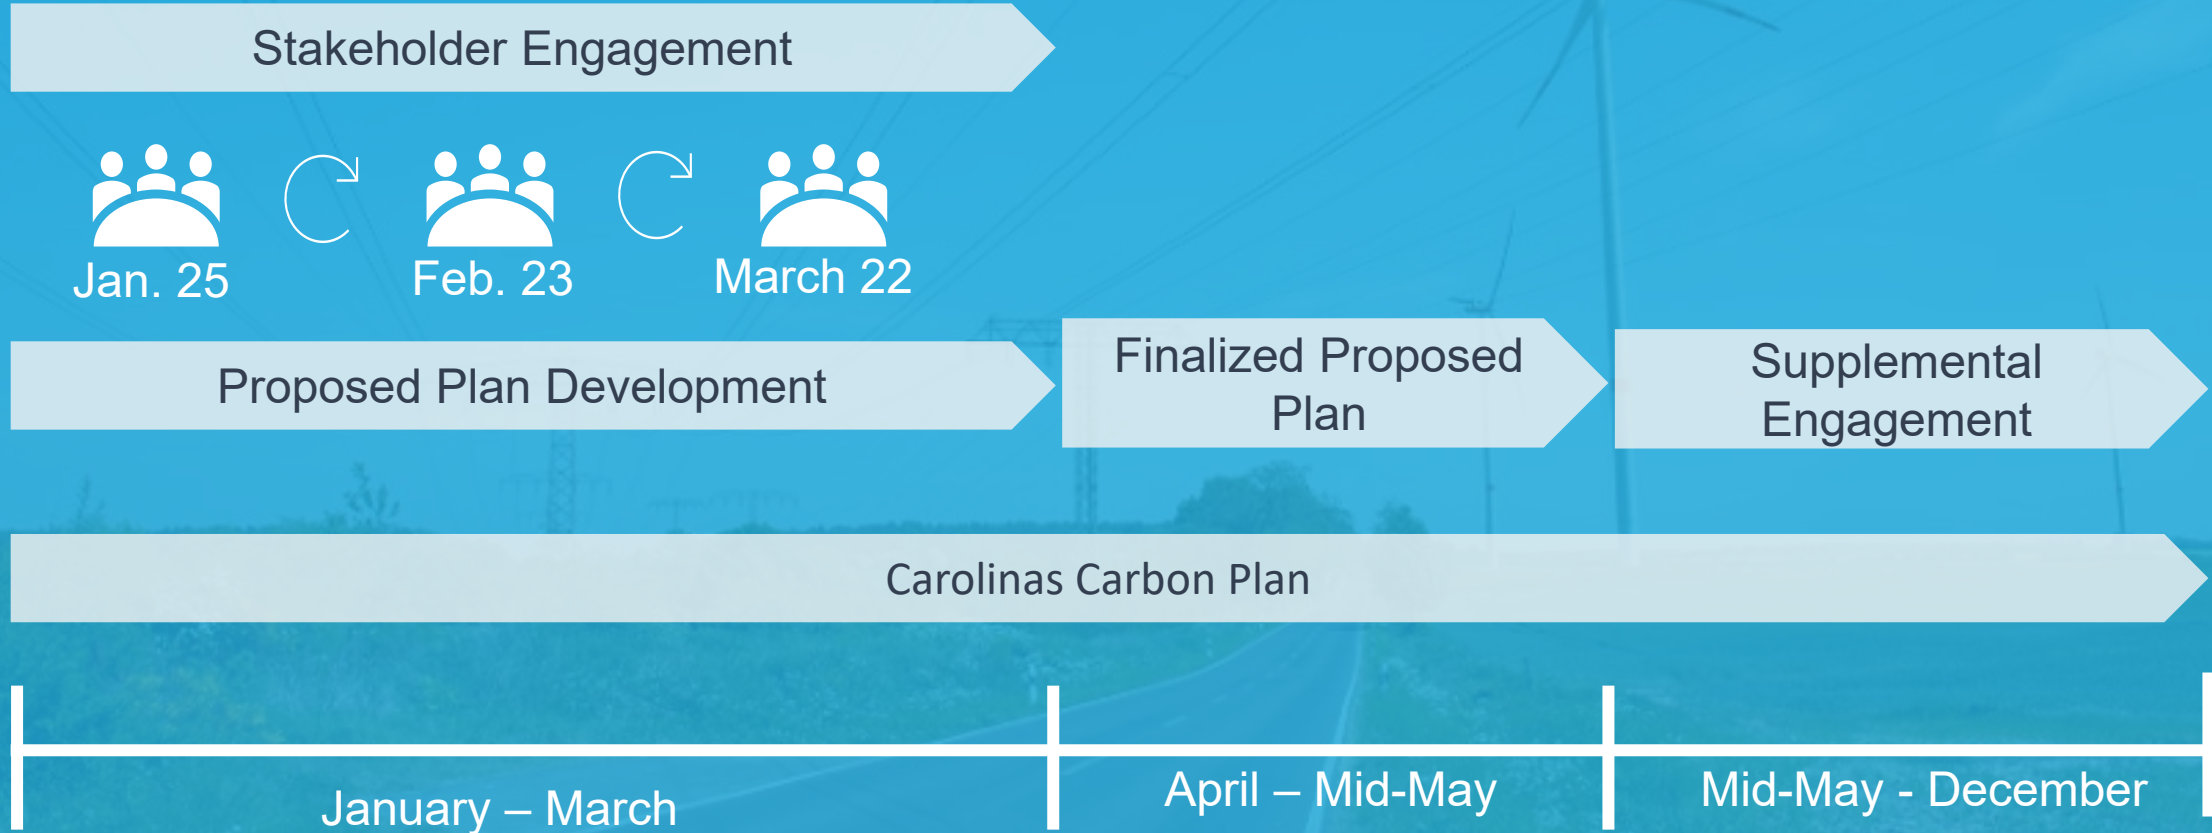 Stakeholder Engagement
Jan. 25
Feb. 23
March 22
Proposed Plan Development
Finalized Proposed
Plan
Supplemental
Engagement
Carolinas Carbon Plan
January – March
April – Mid-May
Mid-May - December